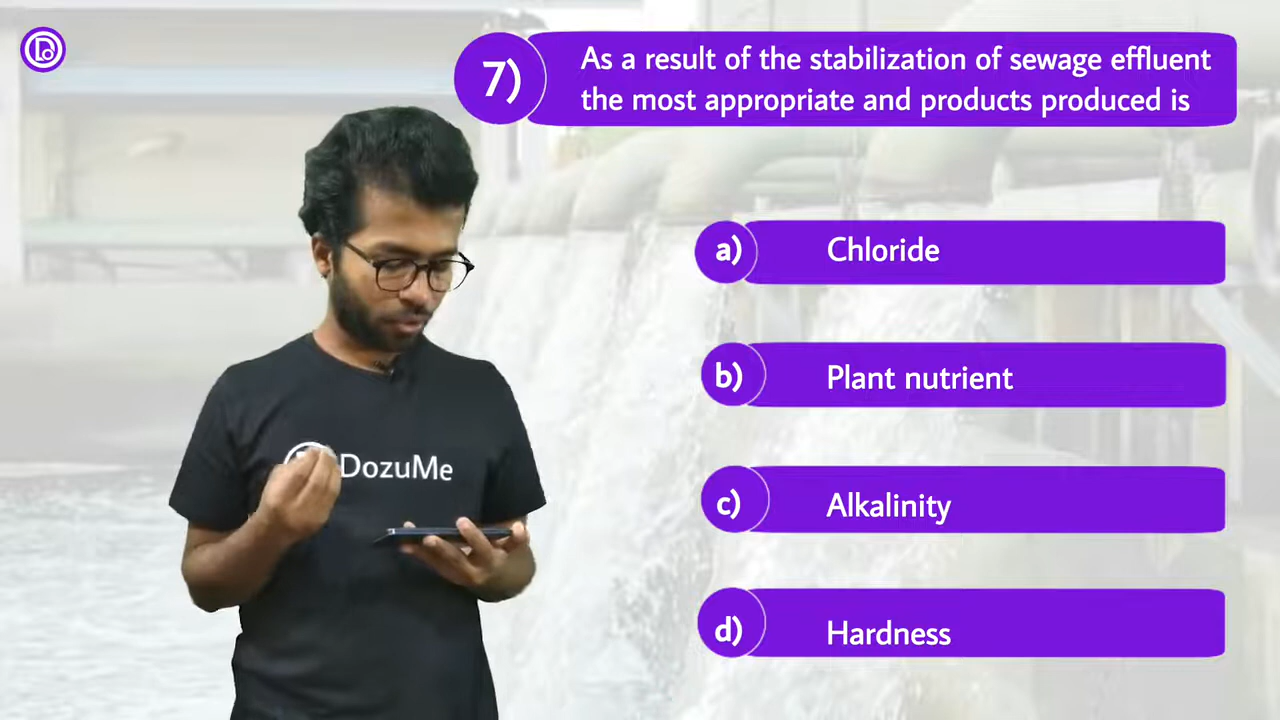 7)
As a result of the stabilization of sewage effluent
the most appropriate and products produced is
a) Chloride
b) Plant nutrient
c) Alkalinity
d) Hardness
DozuMe